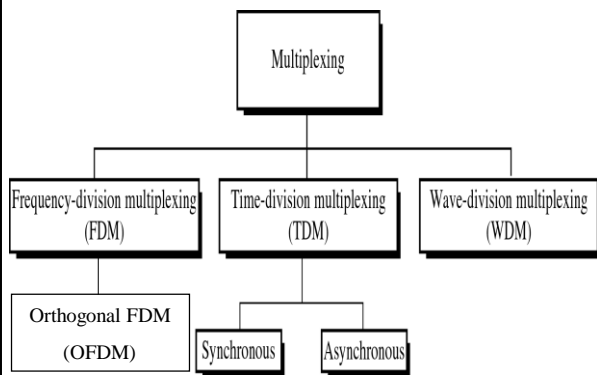 Multiplexing
Frequency-division multiplexing
(FDM)
Time-division multiplexing
(TDM)
Wave-division multiplexing
(WDM)
Orthogonal FDM
(OFDM)
Synchronous
Asynchronous